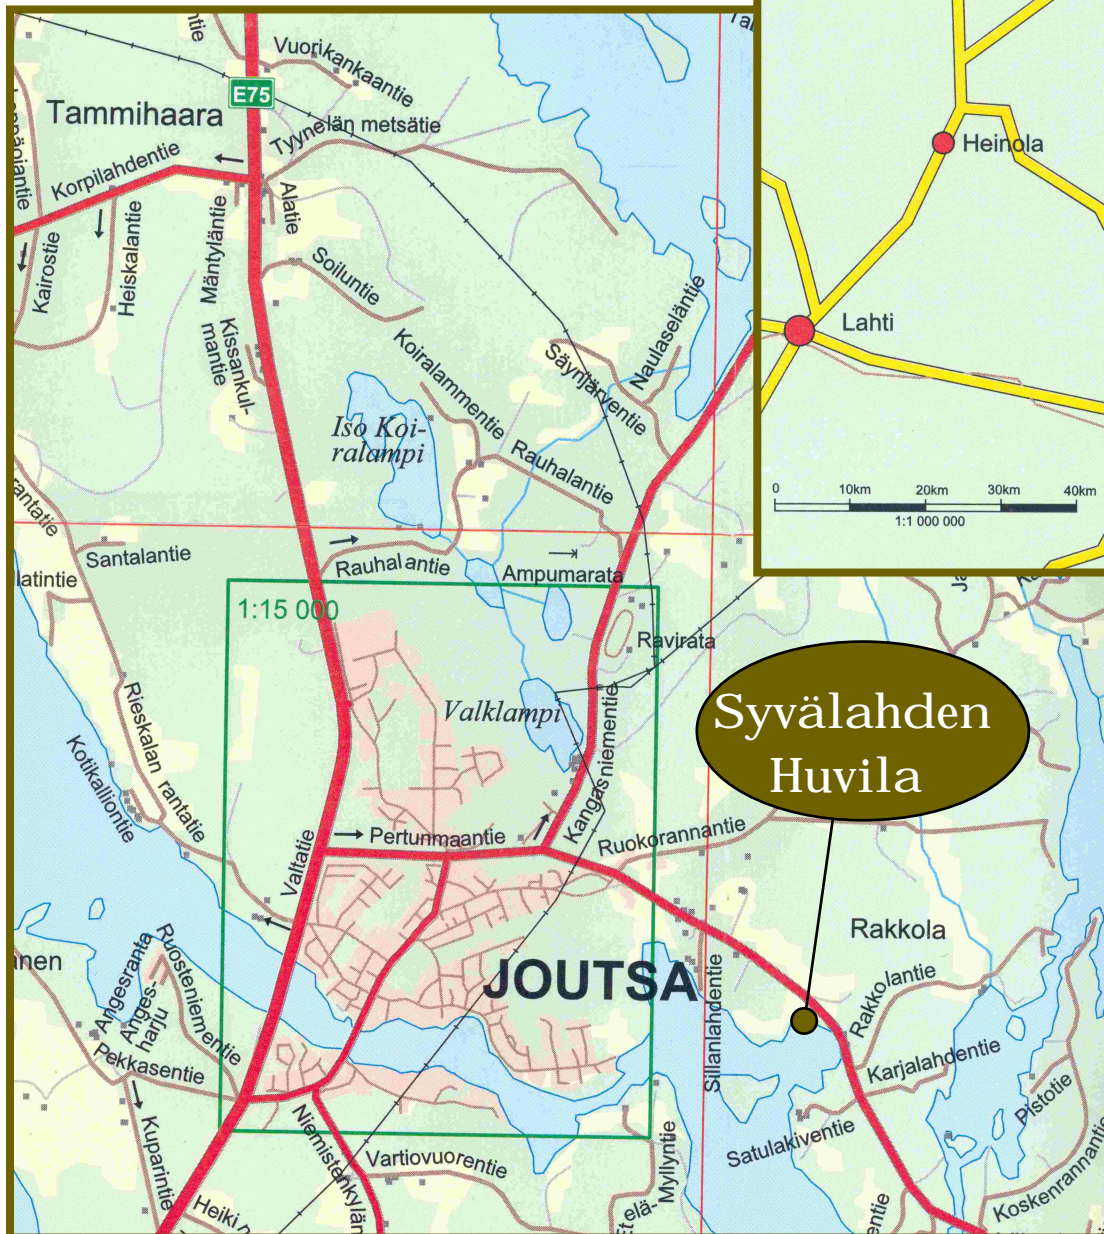 Vuorikankaantie
E75
Tammihaara
Tyynelän metsätie
Korpilahdentie
Alatie
Mäntyläntie
Heiskalantie
Kairostie
Soiluntie
Kissankul-
mantie
Koiralammentie
Naulaseläntie
Säynjärventie
Iso Koi-
ralampi
Rauhalantie
Santalantie
Rauhalantie
Ampumarata
1:15 000
Ravirata
Valklampi
Rieskalan rantatie
Kotikalliontie
Valtatie
Pertunmaantie
Kangasniementie
Ruokorannantie
Syvälahden
Huvila
Rakkola
JOUTSA
Angesranta
Anges-
harju
Ruosteniementie
Pekkasentie
Kuparintie
Niemistenkylän
Vartiovuorentie
Sillanlahdentie
Rakkolantie
Karjalahdentie
Satulakiventie
Pistotie
Koskenrannantie
Myllyntie
Heinola
Lahti
0 10km 20km 30km 40km
1:1 000 000